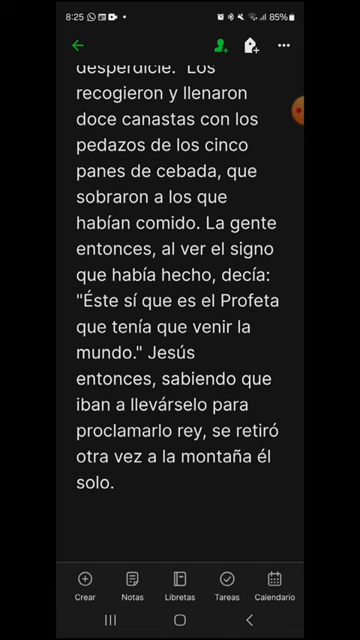 8:25 85%
desperdicie." Los
recogieron y llenaron
doce canastas con los
pedazos de los cinco
panes de cebada, que
sobraron a los que
habían comido. La gente
entonces, al ver el signo
que había hecho, decía:
"Éste sí que es el Profeta
que tenía que venir la
mundo." Jesús
entonces, sabiendo que
iban a llevárselo para
proclamarlo rey, se retiró
otra vez a la montaña él
solo.
Crear Notas Libretas Tareas Calendario